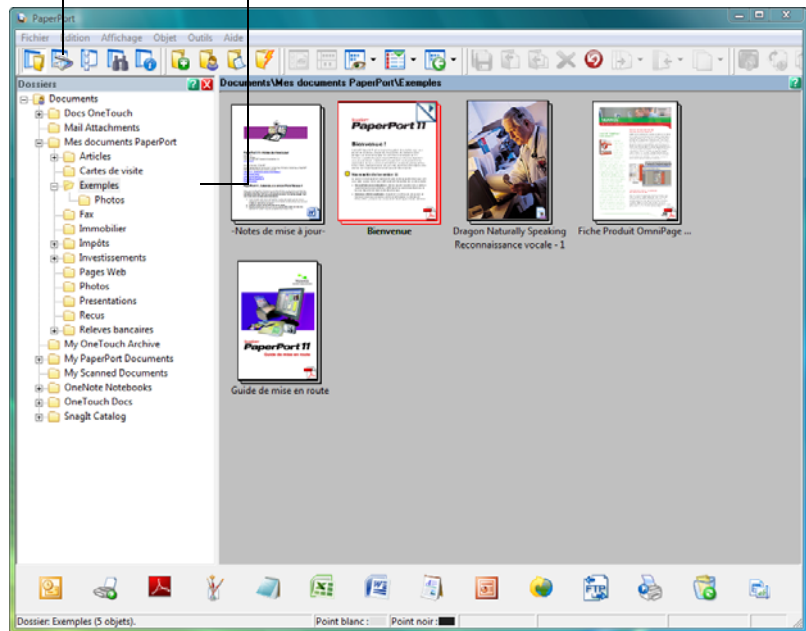 PaperPort
Fichier Edition Affichage Objet Outils Aide
Dossiers
Documents\Mes documents PaperPort\Exemples
Documents
Docs OneTouch
Mail Attachments
Mes documents PaperPort
Articles
Cartes de visite
Exemples
Photos
Fax
Immobilier
Impôts
Investissements
Pages Web
Photos
Presentations
Recus
Releves bancaires
My OneTouch Archive
My PaperPort Documents
My Scanned Documents
OneNote Notebooks
OneTouch Docs
SnagIt Catalog
PaperPort 11
Bienvenue !
-Notes de mise à jour-
Bienvenue
Dragon Naturally Speaking
Reconnaissance vocale - 1
Fiche Produit OmniPage ...
PaperPort 11
Guide de mise en route
Guide de mise en route
FTP
Dossier: Exemples (5 objets).
Point blanc :
Point noir :